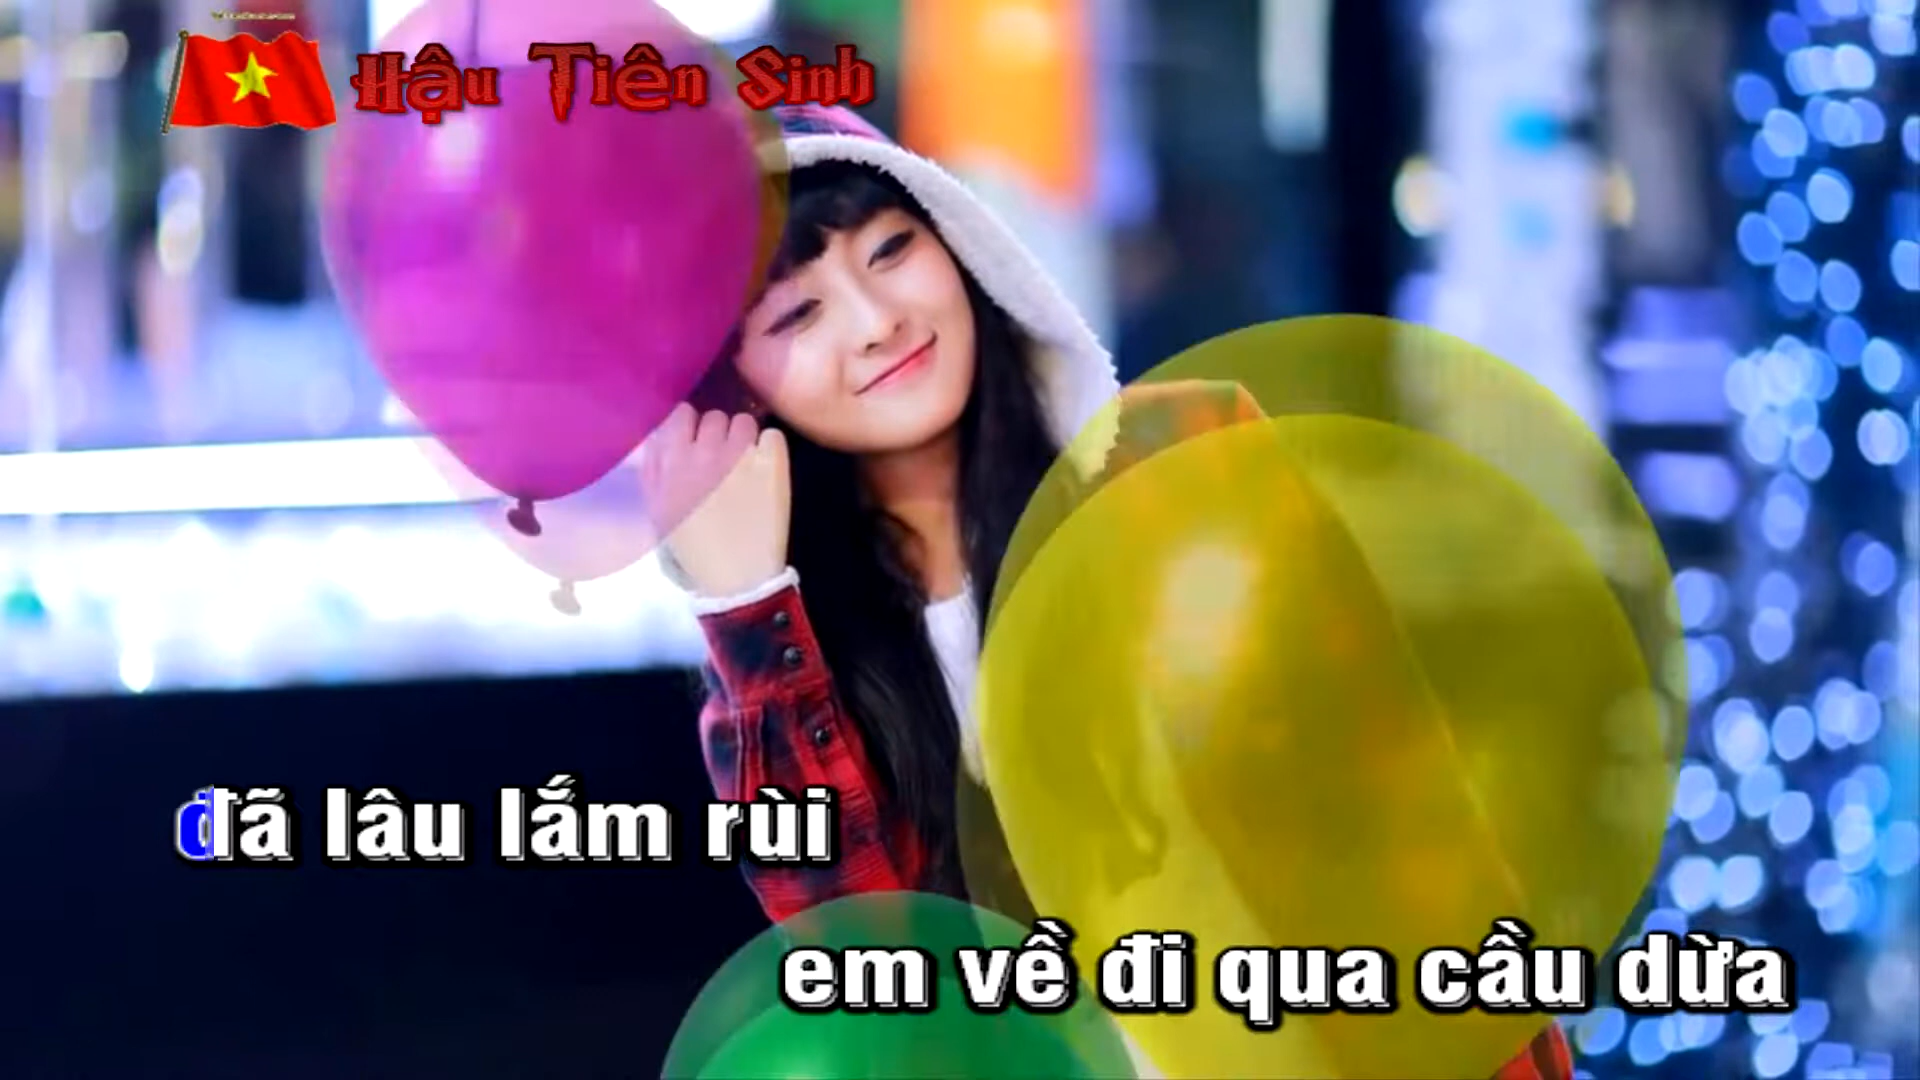 Hậu Tiên Sinh
đã lâu lắm rùi
em về đi qua cầu dừa